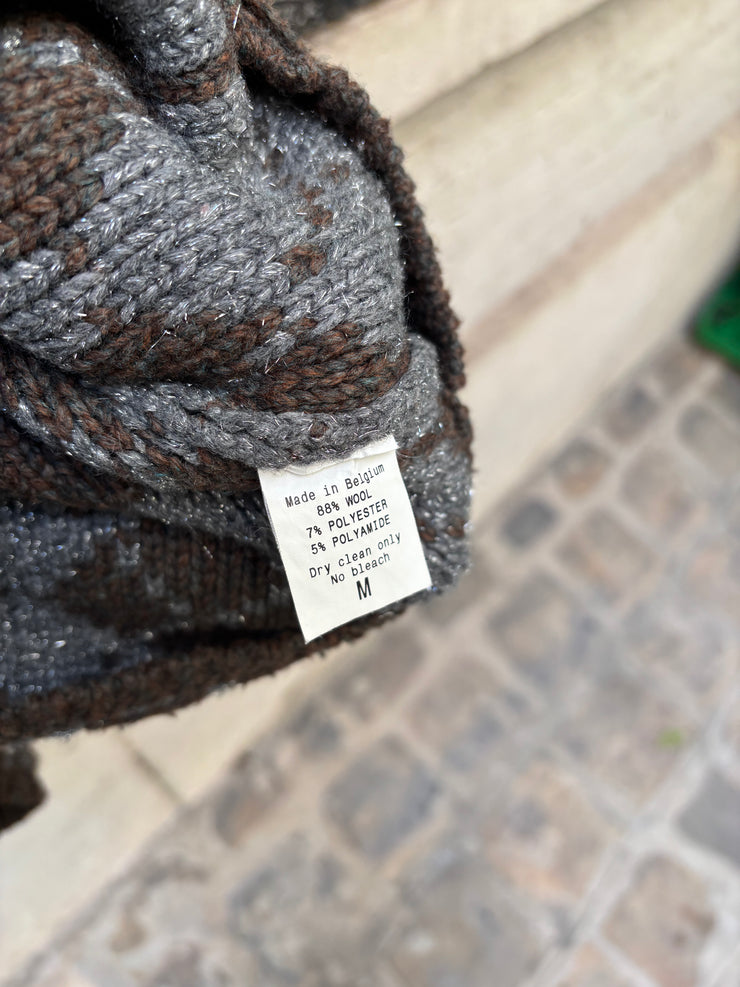 Made in Belgium
88% WOOL
7% POLYESTER
5% POLYAMIDE
Dry clean only
No bleach
M